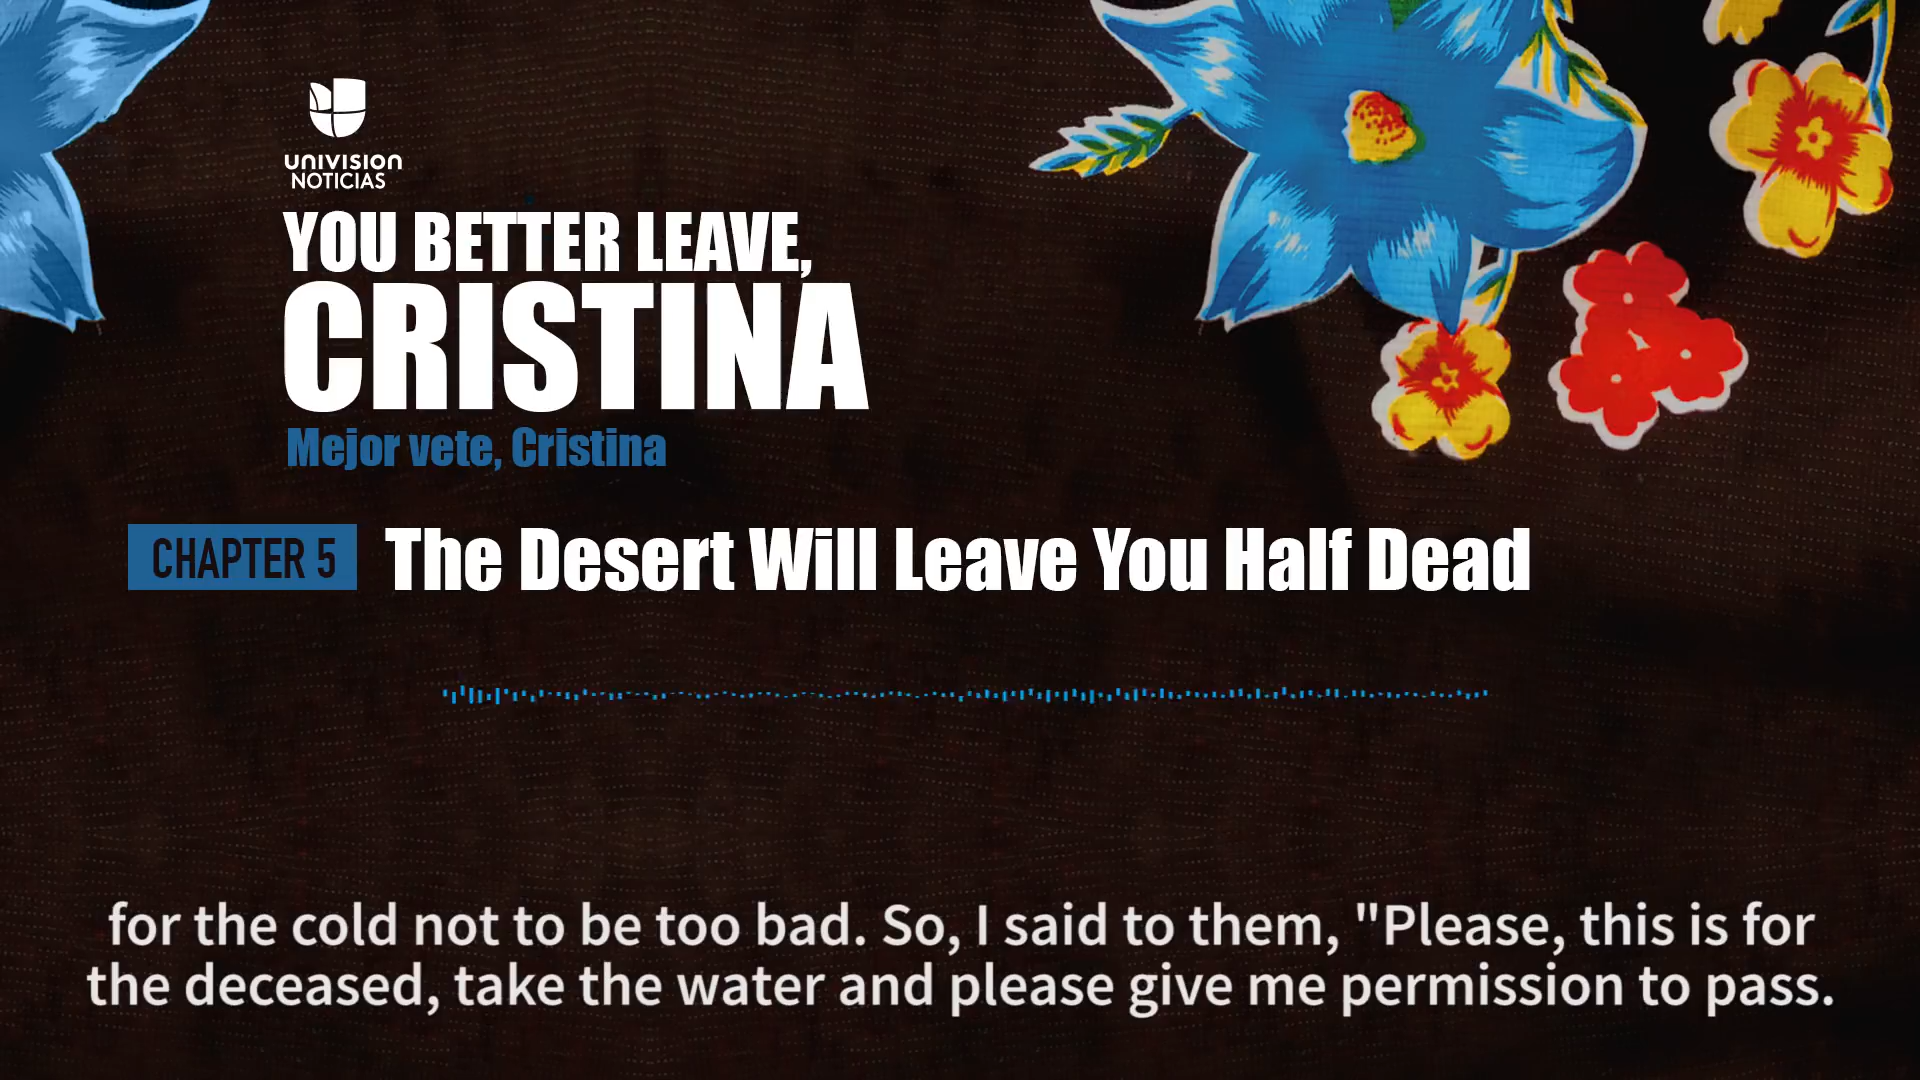 UNIVISION
NOTICIAS
YOU BETTER LEAVE,
CRISTINA
Mejor vete, Cristina
CHAPTER 5 The Desert Will Leave You Half Dead
for the cold not to be too bad. So, I said to them, "Please, this is for
the deceased, take the water and please give me permission to pass.